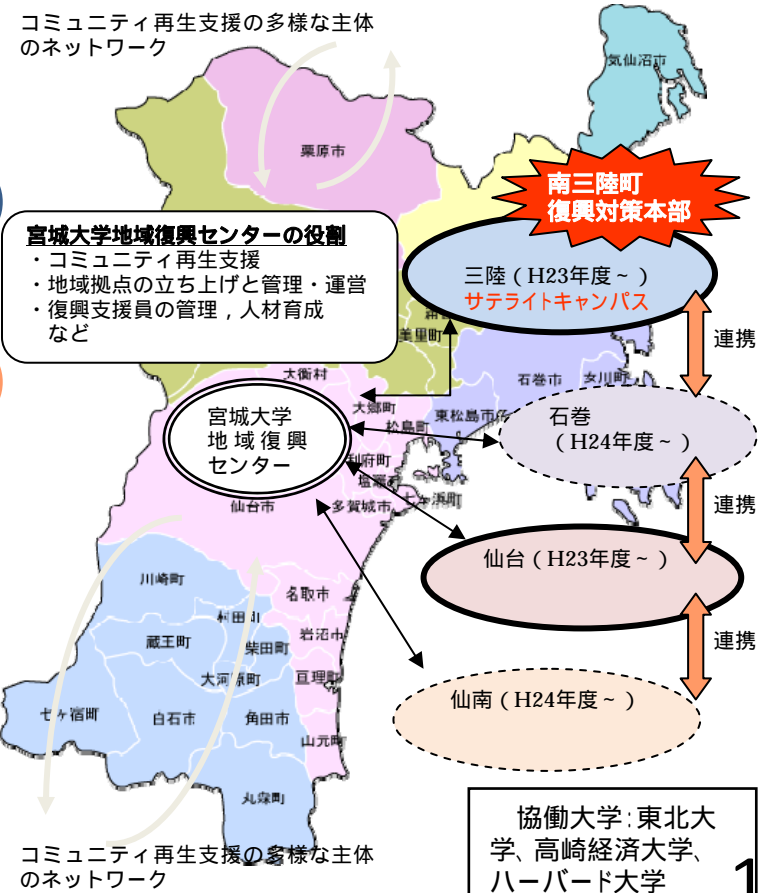 コミュニティ再生支援の多様な主体
のネットワーク
気仙沼市
栗原市
南三陸町
復興対策本部
宮城大学地域復興センターの役割
・コミュニティ再生支援
・地域拠点の立ち上げと管理・運営
・復興支援員の管理，人材育成
など
三陸（H23年度～）
サテライトキャンパス
美里町
連携
大衡村
石巻市
女川町
大郷町
東松島市
松島町
宮城大学
地域復興
センター
石巻
（H24年度～）
利府町
仙台市
多賀城市
七ヶ浜町
連携
仙台（H23年度～）
川崎町
名取市
村田町
岩沼市
蔵王町
柴田町
連携
大河原町
亘理町
仙南（H24年度～）
七ヶ宿町
白石市
角田市
山元町
丸森町
協働大学：東北大
学、高崎経済大学、
ハーバード大学
1
コミュニティ再生支援の多様な主体
のネットワーク